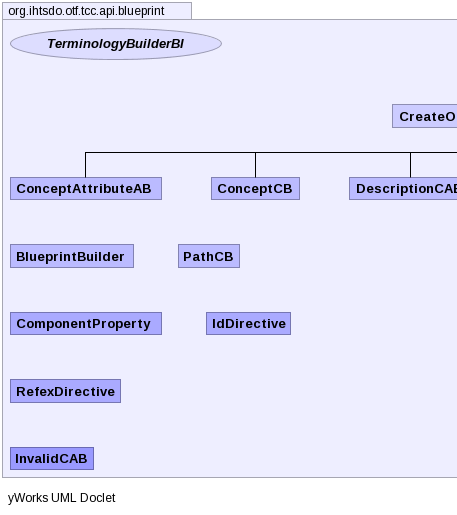 org.ihtsdo.otf.tcc.api.blueprint
TerminologyBuilderBI
CreateO
ConceptAttributeAB
ConceptCB
DescriptionCAB
BlueprintBuilder
PathCB
ComponentProperty
IdDirective
RefexDirective
InvalidCAB
yWorks UML Doclet